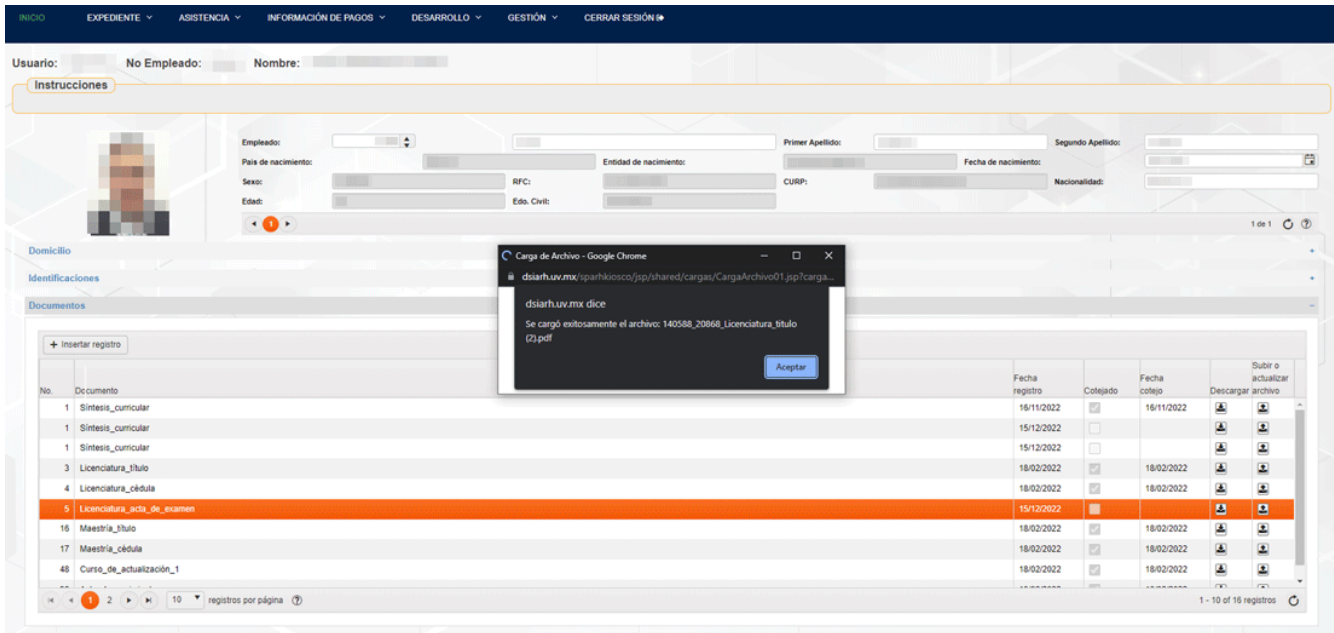 INICIO EXPEDIENTE ASISTENCIA INFORMACIÓN DE PAGOS DESARROLLO GESTIÓN CERRAR SESIÓN
Usuario: No Empleado: Nombre:
Instrucciones
Empleado: Primer Apellido: Segundo Apellido:
País de nacimiento: Entidad de nacimiento: Fecha de nacimiento:
Sexo: RFC: CURP: Nacionalidad:
Edad: Edo. Civil:
1 1 de 1
Domicilio
Identificaciones
Documentos
Carga de Archivo - Google Chrome
dsiarh.uv.mx/sparhkiosco/jsp/shared/cargas/CargaArchivo01.jsp?carga...
dsiarh.uv.mx dice
Se cargó exitosamente el archivo: 140588_20868_Licenciatura_titulo
(2).pdf
Aceptar
+ Insertar registro
No. Documento Fecha registro Cotejado Fecha cotejo Descargar Subir o actualizar archivo
1 Síntesis_curricular 16/11/2022 16/11/2022
1 Síntesis_curricular 15/12/2022
1 Síntesis_curricular 15/12/2022
3 Licenciatura_título 18/02/2022 18/02/2022
4 Licenciatura_cédula 18/02/2022 18/02/2022
5 Licenciatura_acta_de_examen 15/12/2022
16 Maestría_título 18/02/2022 18/02/2022
17 Maestría_cédula 18/02/2022 18/02/2022
48 Curso_de_actualización_1 18/02/2022 18/02/2022
1 2 10 registros por página 1 - 10 of 16 registros